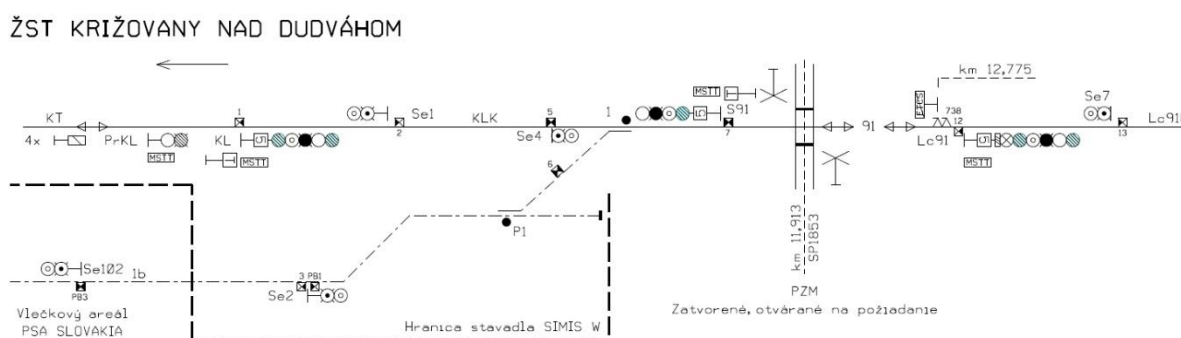 ŽST KRIŽOVANY NAD DUDVÁHOM
km 12,775
MSTT
KT
1
Se1
KLK
5
1
S
S91
91
738
Se7
4x
PrKL
KL
S
2
Se4
7
Lc91
12
13
MSTT
MSTT
S
MSTT
6
P1
km 11,913
SP1853
Se102
1b
3 PB1
PB3
Se2
PZM
Vlečkový areál
PSA SLOVAKIA
Hranica stavadla SIMIS W
Zatvorené, otvárané na požiadanie